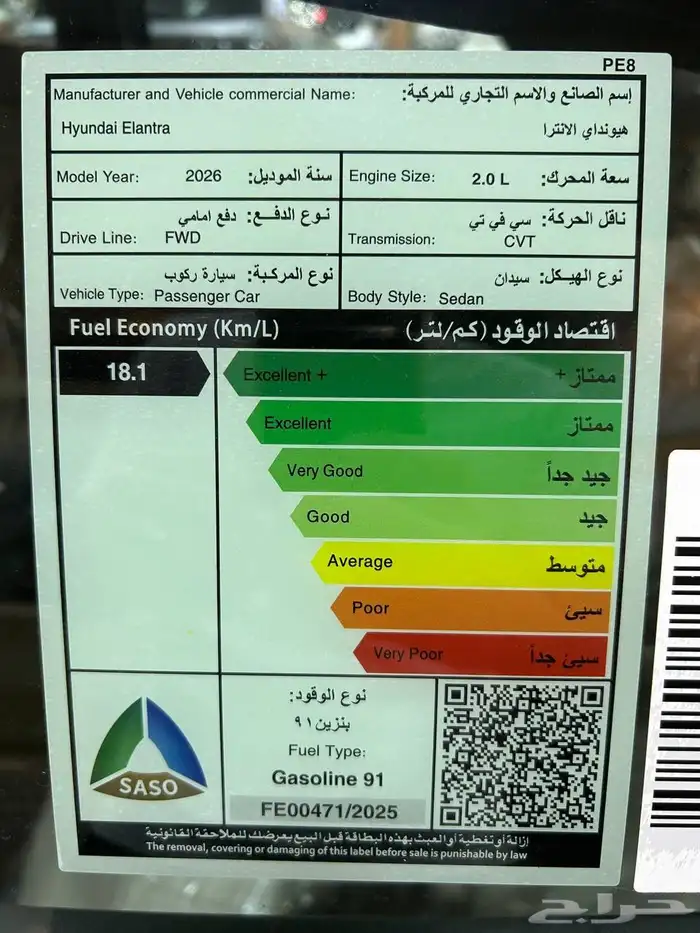 PE8
Manufacturer and Vehicle commercial Name: إسم الصانع والاسم التجاري للمركبة:
Hyundai Elantra هيونداي الانترا
Model Year: 2026 سنة الموديل:
Engine Size: 2.0 L سعة المحرك:
نوع الدفـــع: دفع امامي
Drive Line: FWD
ناقل الحركة: سي في تي
Transmission: CVT
نوع المركـبة: سيارة ركوب
Vehicle Type: Passenger Car
نوع الهيـكل: سيدان
Body Style: Sedan
Fuel Economy (Km/L) اقتصاد الوقود (كم/لتر)
18.1
Excellent + ممتاز+
Excellent ممتاز
Very Good جيد جداً
Good جيد
Average متوسط
Poor سيئ
Very Poor سيئ جداً
SASO
نوع الوقود:
بنزين ٩١
Fuel Type:
Gasoline 91
FE00471/2025
إزالة أو تغطية أو العبث بهذه البطاقة قبل البيع يعرضك للملاحقة القانونية
The removal, covering or damaging of this label before sale is punishable by law
حراج